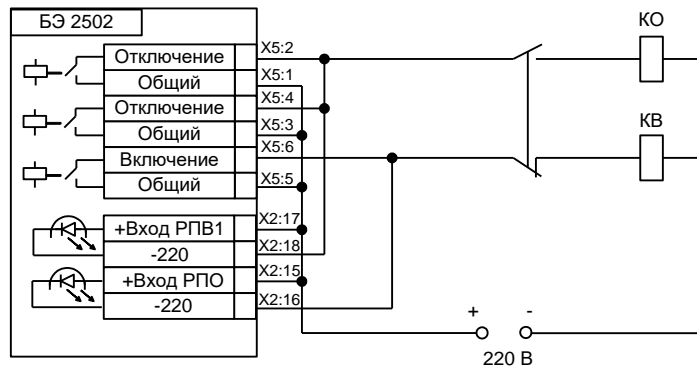 БЭ 2502
КО
Отключение X5:2
Общий X5:1
Отключение X5:4
Общий X5:3
КВ
Включение X5:6
Общий X5:5
+Вход РПВ1 X2:17
-220 X2:18
+Вход РПО X2:15
-220 X2:16
+ -
220 В